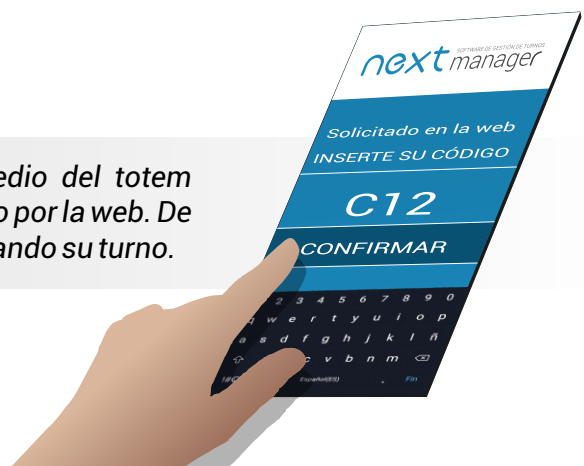 next manager
SOFTWARE DE GESTIÓN DE TURNOS
Solicitado en la web
INSERTE SU CÓDIGO
C12
CONFIRMAR
edio del totem
o por la web. De
ando su turno.
2 3 4 5 6 7 8 9 0
w e r t y u i o p
a s d f g h j k l ñ
c v b n m
Español(ES) , Fin